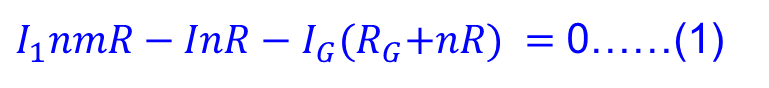 I₁nmR − InR − I_G(R_G+nR) = 0......(1)